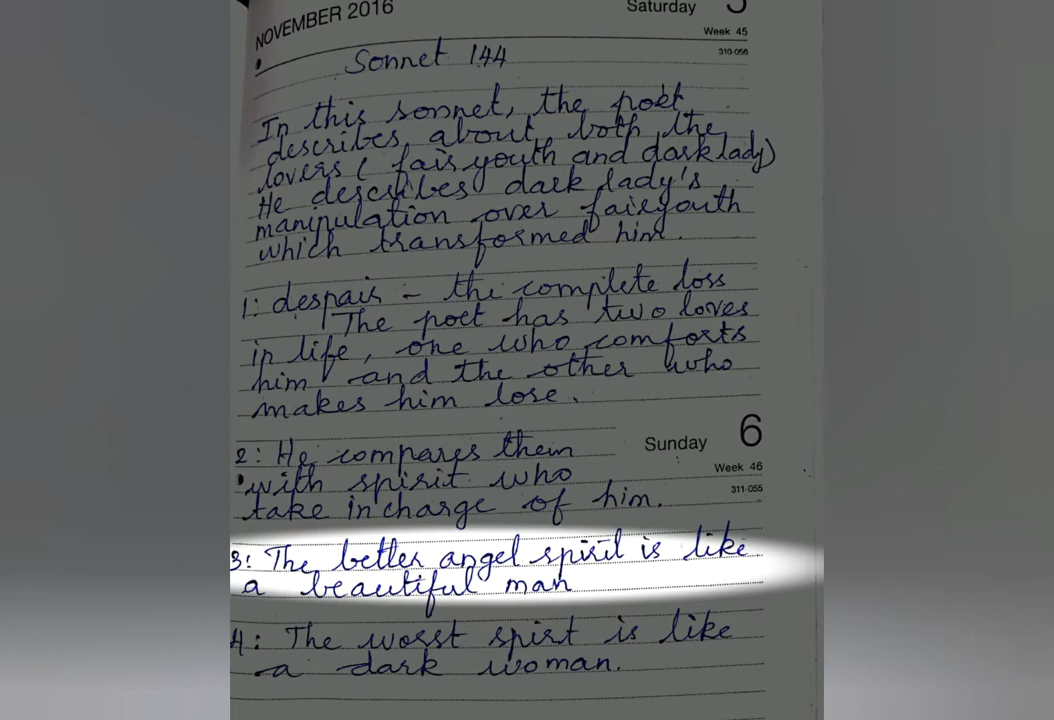 NOVEMBER 2016
Saturday 5
Week 45
310-056
Sonnet 144
In this sonnet, the poet
describes about both the
lovers ( fair youth and dark lady)
He describes dark lady's
manipulation over fair youth
which transformed him.
1: despair - the complete loss
The poet has two loves
in life, one who comforts
him and the other who
makes him lose.
Sunday 6
Week 46
311-055
2: He compares them
with spirit who
take in charge of him.
3: The better angel spirit is like
a beautiful man
4: The worst spirt is like
a dark woman.